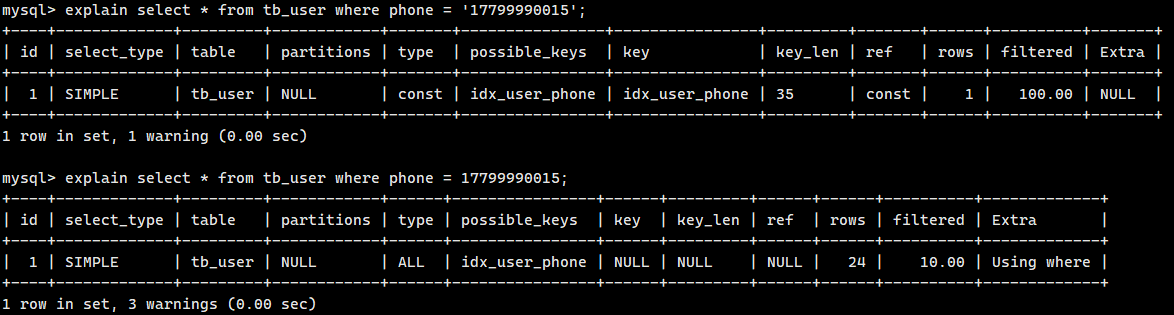 mysql> explain select * from tb_user where phone = '17799990015';
+----+-------------+---------+------------+-------+----------------+----------------+---------+-------+------+----------+-------+
| id | select_type | table   | partitions | type  | possible_keys  | key            | key_len | ref   | rows | filtered | Extra |
+----+-------------+---------+------------+-------+----------------+----------------+---------+-------+------+----------+-------+
|  1 | SIMPLE      | tb_user | NULL       | const | idx_user_phone | idx_user_phone | 35      | const |    1 |   100.00 | NULL  |
+----+-------------+---------+------------+-------+----------------+----------------+---------+-------+------+----------+-------+
1 row in set, 1 warning (0.00 sec)
mysql> explain select * from tb_user where phone = 17799990015;
+----+-------------+---------+------------+------+----------------+------+---------+------+------+----------+-------------+
| id | select_type | table   | partitions | type | possible_keys  | key  | key_len | ref  | rows | filtered | Extra       |
+----+-------------+---------+------------+------+----------------+------+---------+------+------+----------+-------------+
|  1 | SIMPLE      | tb_user | NULL       | ALL  | idx_user_phone | NULL | NULL    | NULL |   24 |    10.00 | Using where |
+----+-------------+---------+------------+------+----------------+------+---------+------+------+----------+-------------+
1 row in set, 3 warnings (0.00 sec)